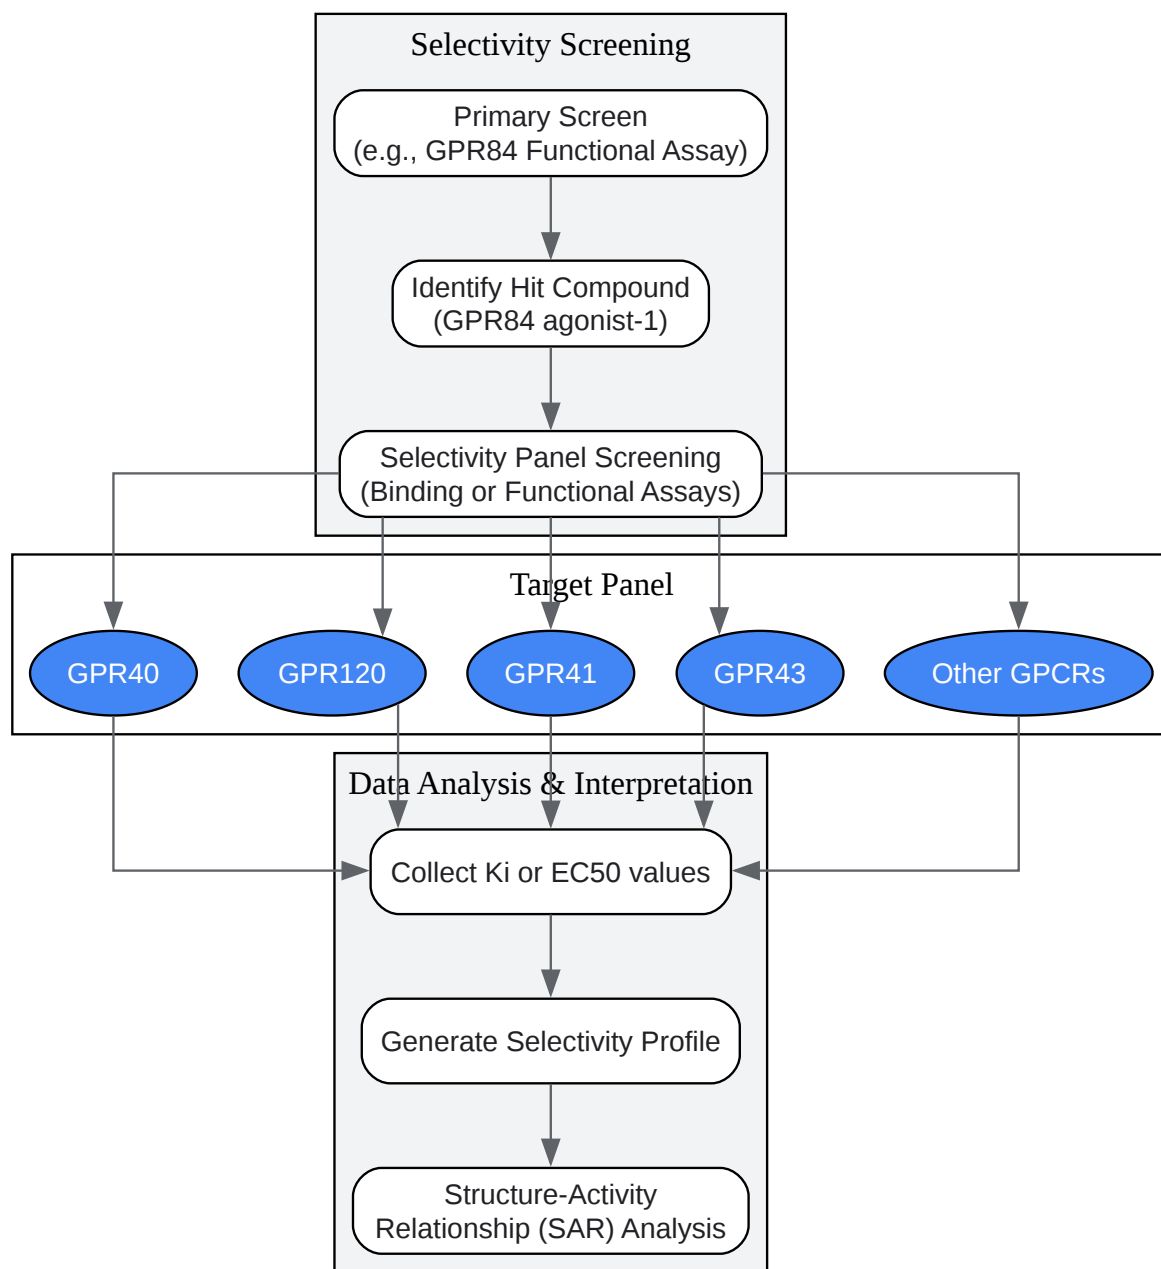 Selectivity Screening
Primary Screen
(e.g., GPR84 Functional Assay)
Identify Hit Compound
(GPR84 agonist-1)
Selectivity Panel Screening
(Binding or Functional Assays)
Target Panel
GPR40
GPR120
GPR41
GPR43
Other GPCRs
Data Analysis & Interpretation
Collect Ki or EC50 values
Generate Selectivity Profile
Structure-Activity
Relationship (SAR) Analysis